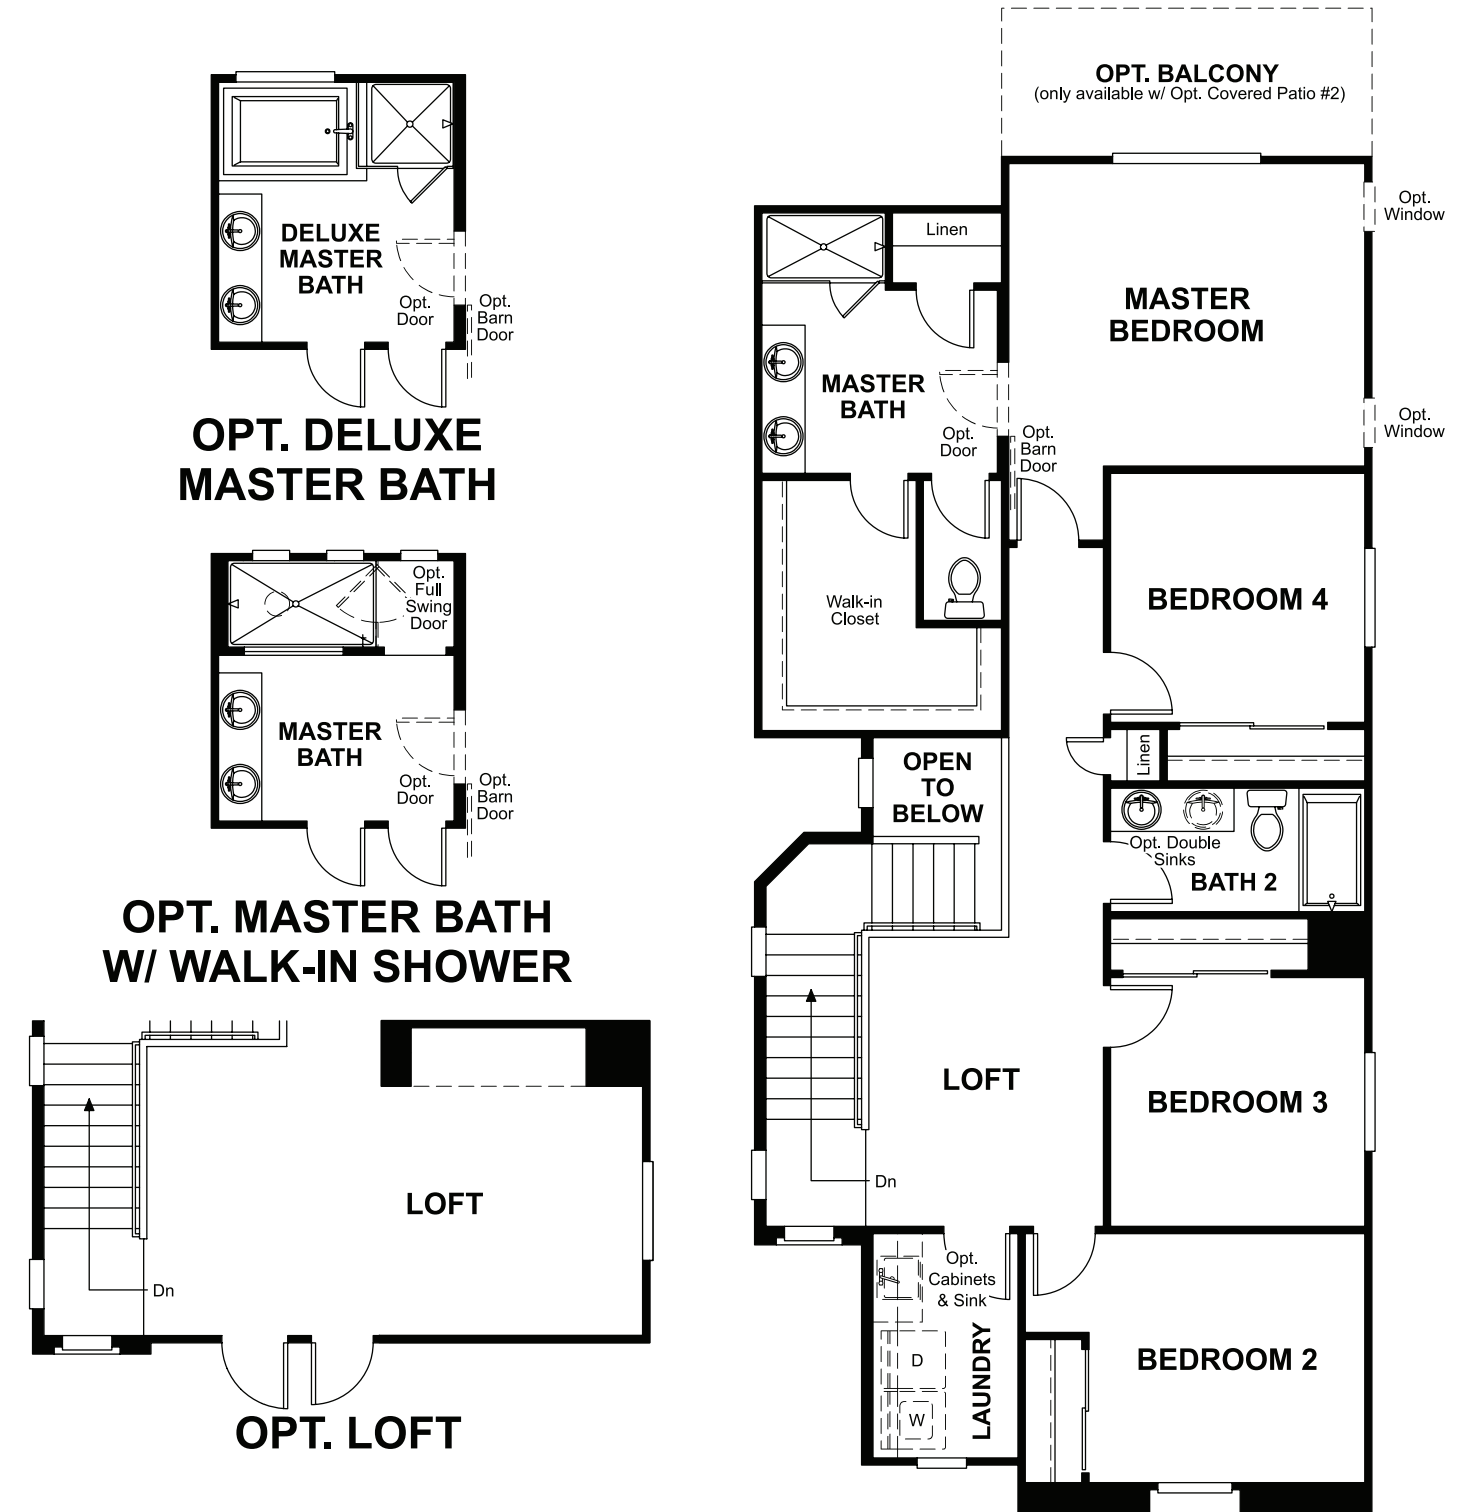 DELUXE
MASTER
BATH
Opt.
Door
Opt.
Barn
Door
OPT. DELUXE
MASTER BATH
Opt.
Full
Swing
Door
MASTER
BATH
Opt.
Door
Opt.
Barn
Door
OPT. MASTER BATH
W/ WALK-IN SHOWER
LOFT
Dn
OPT. LOFT
OPT. BALCONY
(only available w/ Opt. Covered Patio #2)
Opt.
Window
Linen
MASTER
BEDROOM
MASTER
BATH
Opt.
Door
Opt.
Barn
Door
Opt.
Window
Walk-in
Closet
BEDROOM 4
OPEN
TO
BELOW
Linen
Opt. Double
Sinks
BATH 2
LOFT
BEDROOM 3
Dn
Opt.
Cabinets
& Sink
LAUNDRY
D
W
BEDROOM 2